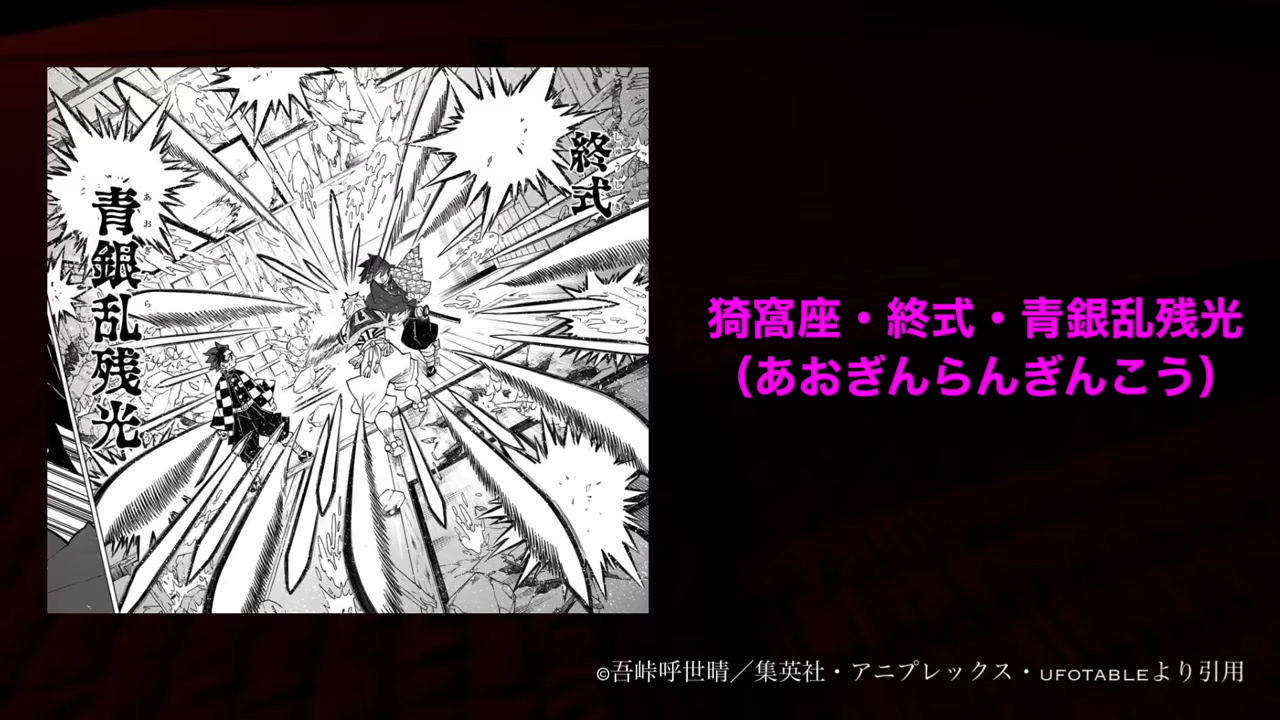 終式
青銀乱残光
猗窩座・終式・青銀乱残光
（あおぎんらんぎんこう）
©吾峠呼世晴／集英社・アニプレックス・UFOTABLEより引用